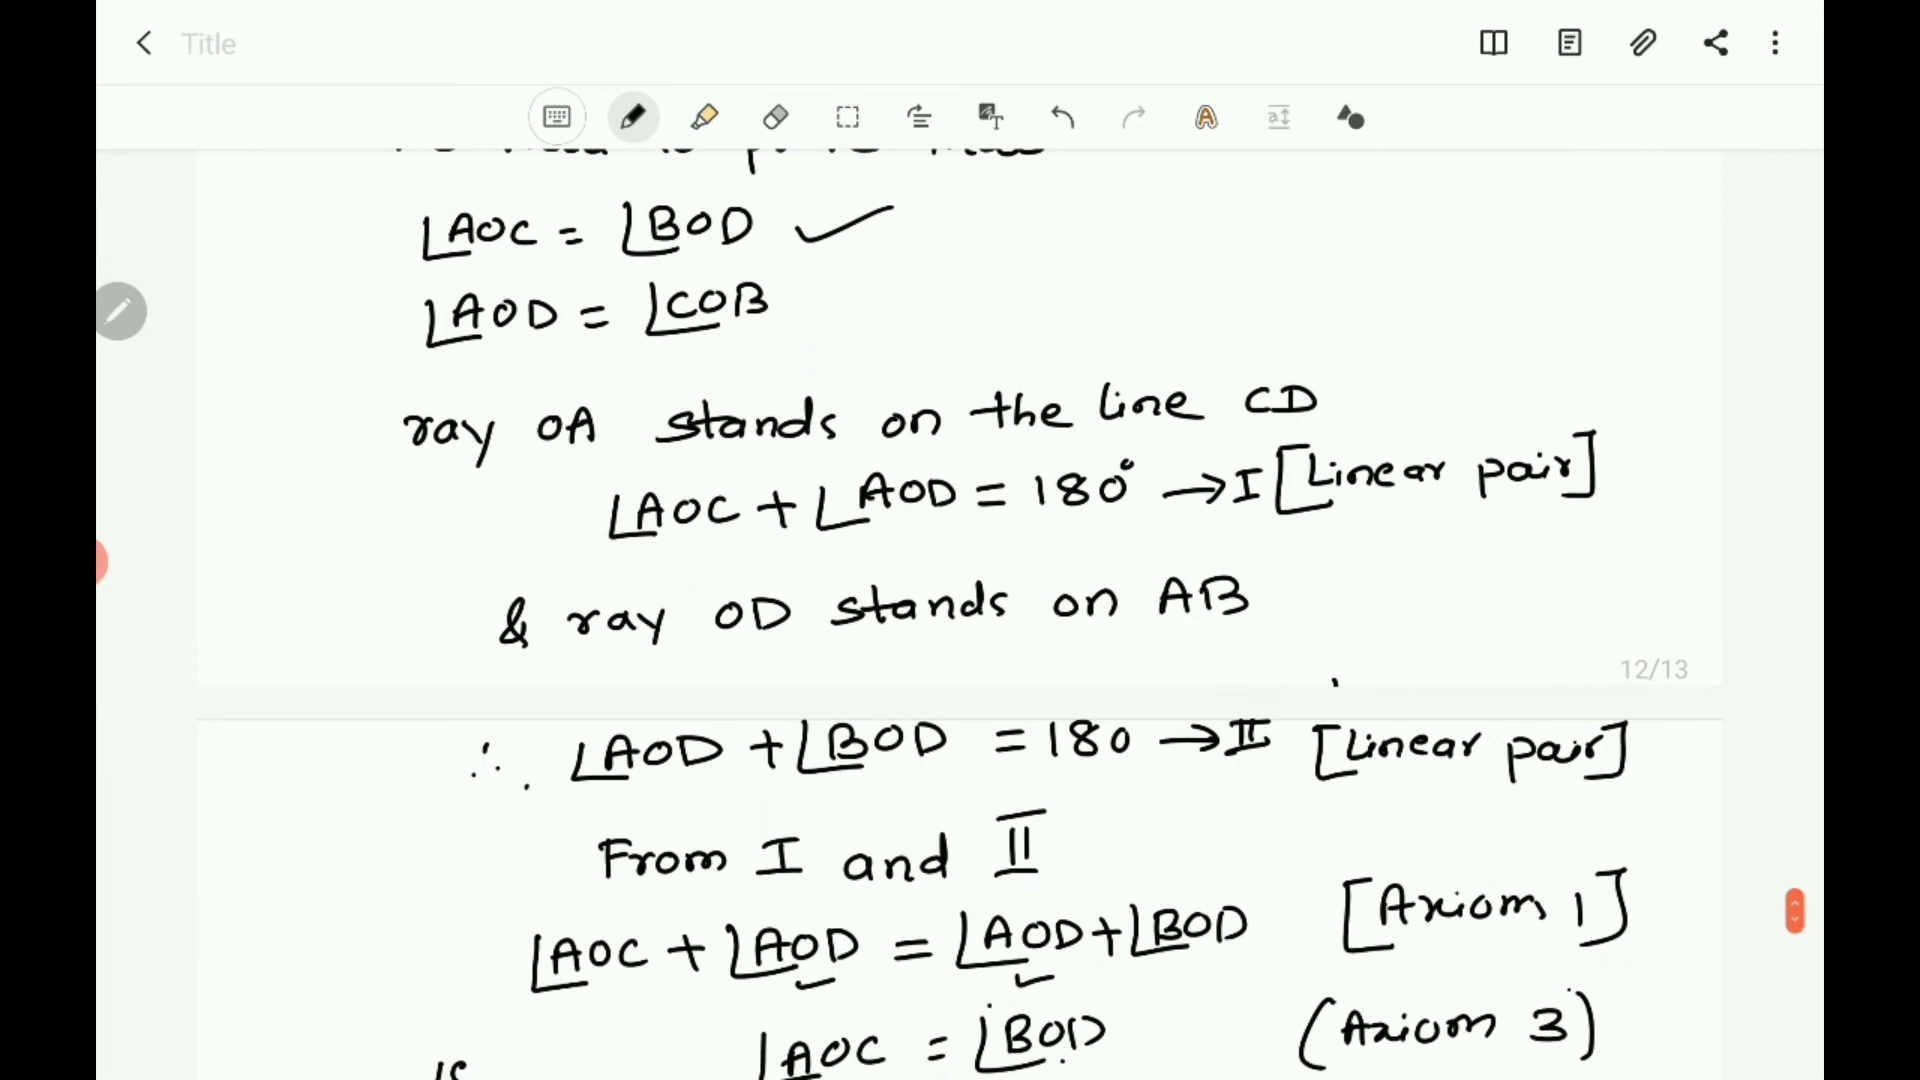 Title
∠AOC = ∠BOD ✓
∠AOD = ∠COB
ray OA stands on the line CD
∠AOC + ∠AOD = 180° → I [Linear pair]
& ray OD stands on AB
12/13
∴ ∠AOD + ∠BOD = 180 → II [Linear pair]
From I and II
∠AOC + ∠AOD = ∠AOD + ∠BOD [Axiom 1]
∠AOC = ∠BOD (Axiom 3)